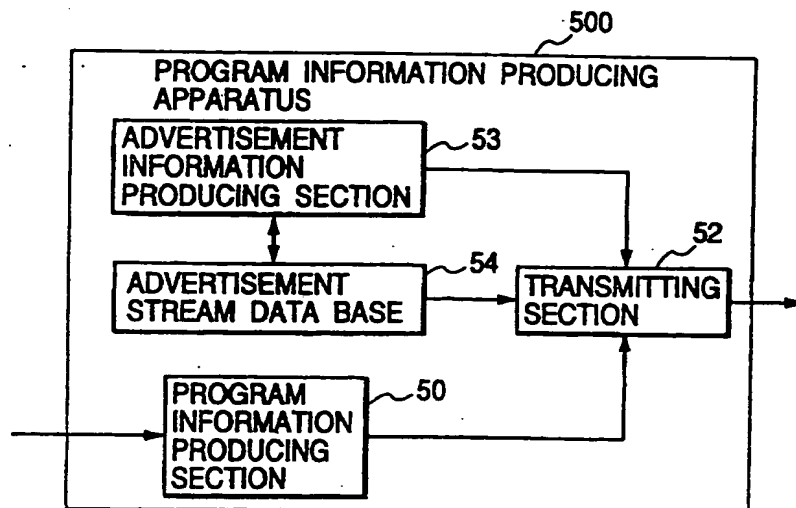 500
PROGRAM INFORMATION PRODUCING
APPARATUS
ADVERTISEMENT
INFORMATION
PRODUCING SECTION
53
ADVERTISEMENT
STREAM DATA BASE
54
TRANSMITTING
SECTION
52
PROGRAM
INFORMATION
PRODUCING
SECTION
50